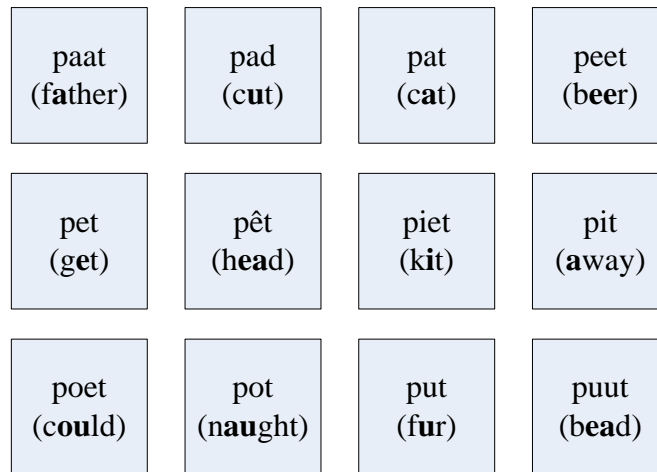 paat
(father)
pad
(cut)
pat
(cat)
peet
(beer)
pet
(get)
pêt
(head)
piet
(kit)
pit
(away)
poet
(could)
pot
(naught)
put
(fur)
puut
(bead)